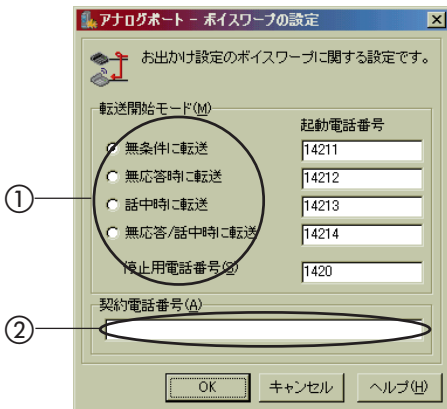 アナログポート - ボイスワープの設定
お出かけ設定のボイスワープに関する設定です。
転送開始モード(M)
起動電話番号
無条件に転送 14211
無応答時に転送 14212
①
話中時に転送 14213
無応答/話中時に転送 14214
停止用電話番号(S) 1420
契約電話番号(A)
②
OK キャンセル ヘルプ(H)